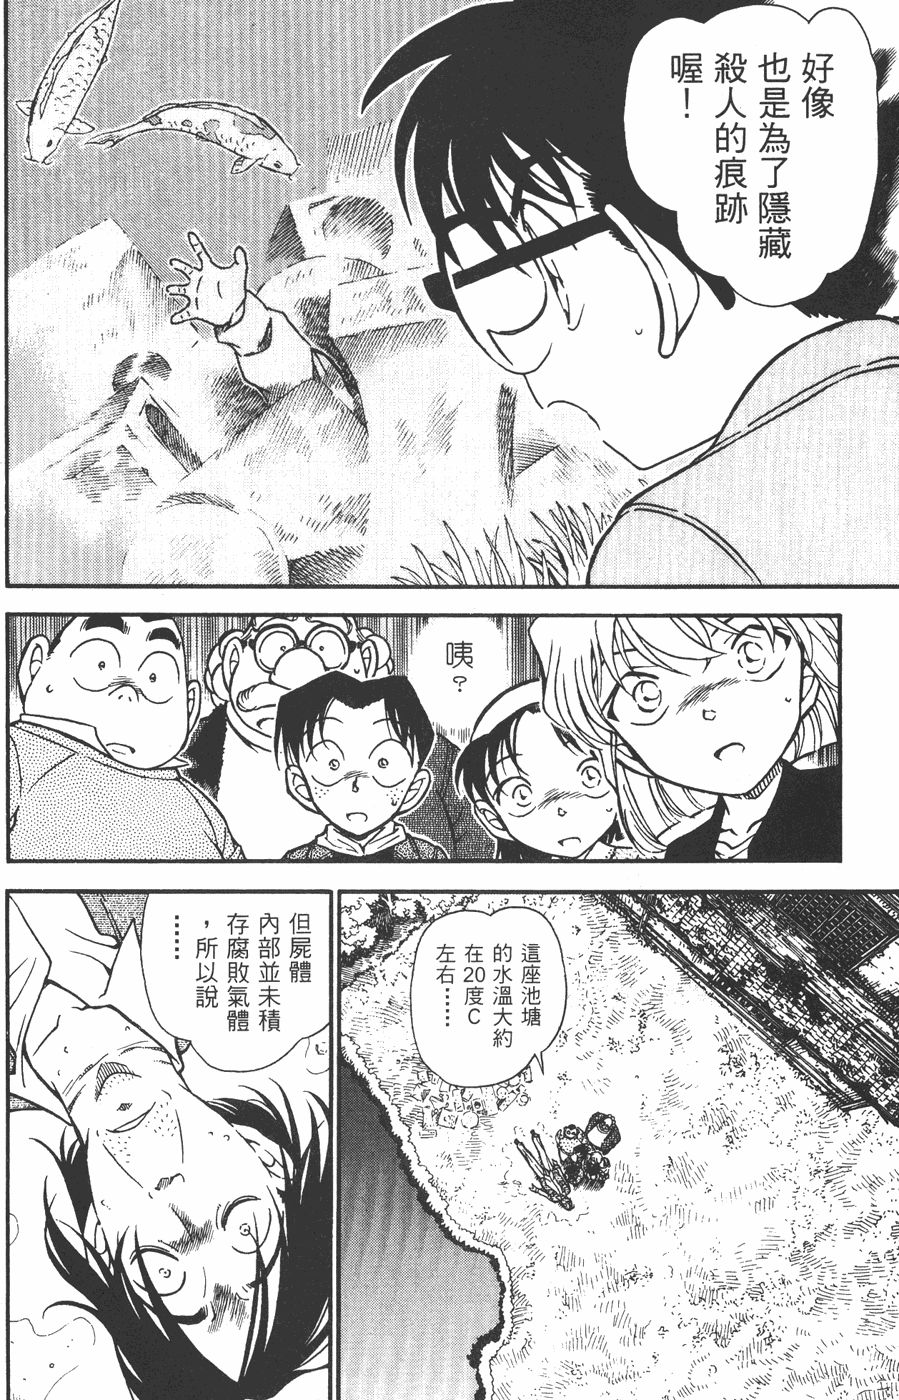 好像
也是為了隱藏
殺人的痕跡
喔！
咦？
這座池塘
的水溫大約
在20度C
左右……
但屍體
內部並未積
存腐敗氣體
，所以說
……